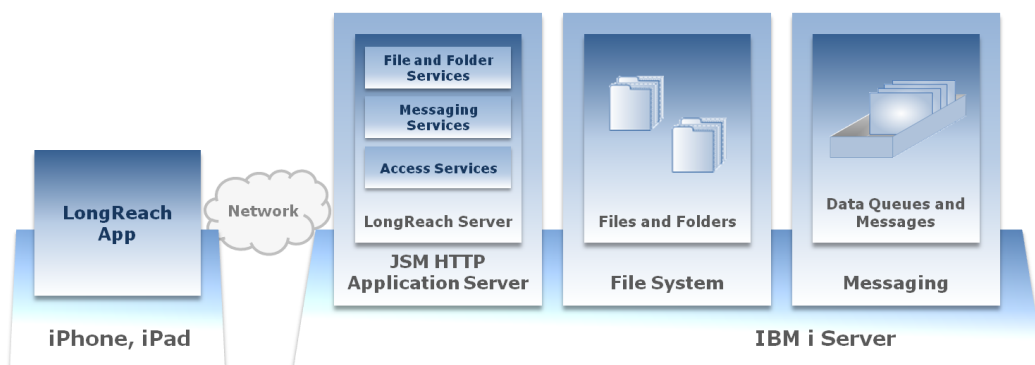 LongReach
App
iPhone, iPad
Network
File and Folder
Services
Messaging
Services
Access Services
LongReach Server
JSM HTTP
Application Server
Files and Folders
File System
Data Queues and
Messages
Messaging
IBM i Server